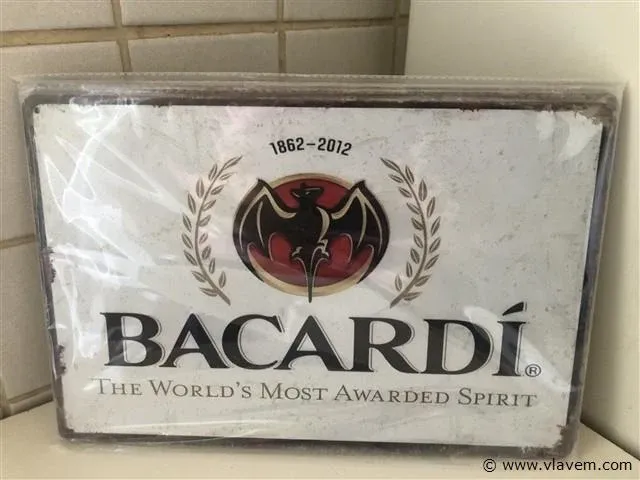 1862–2012
BACARDÍ®
THE WORLD'S MOST AWARDED SPIRIT
© www.vlavem.com